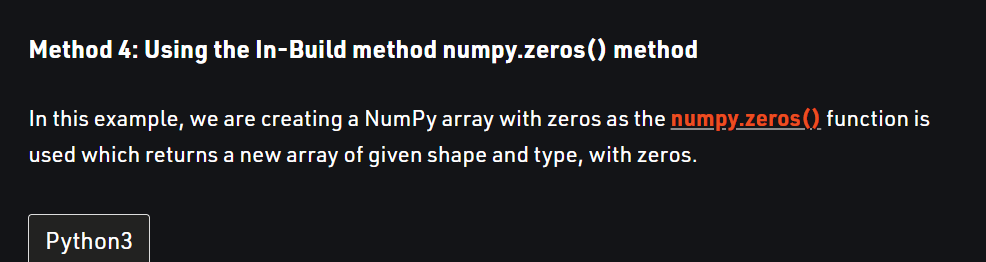 Method 4: Using the In-Build method numpy.zeros() method
In this example, we are creating a NumPy array with zeros as the numpy.zeros() function is
used which returns a new array of given shape and type, with zeros.
Python3